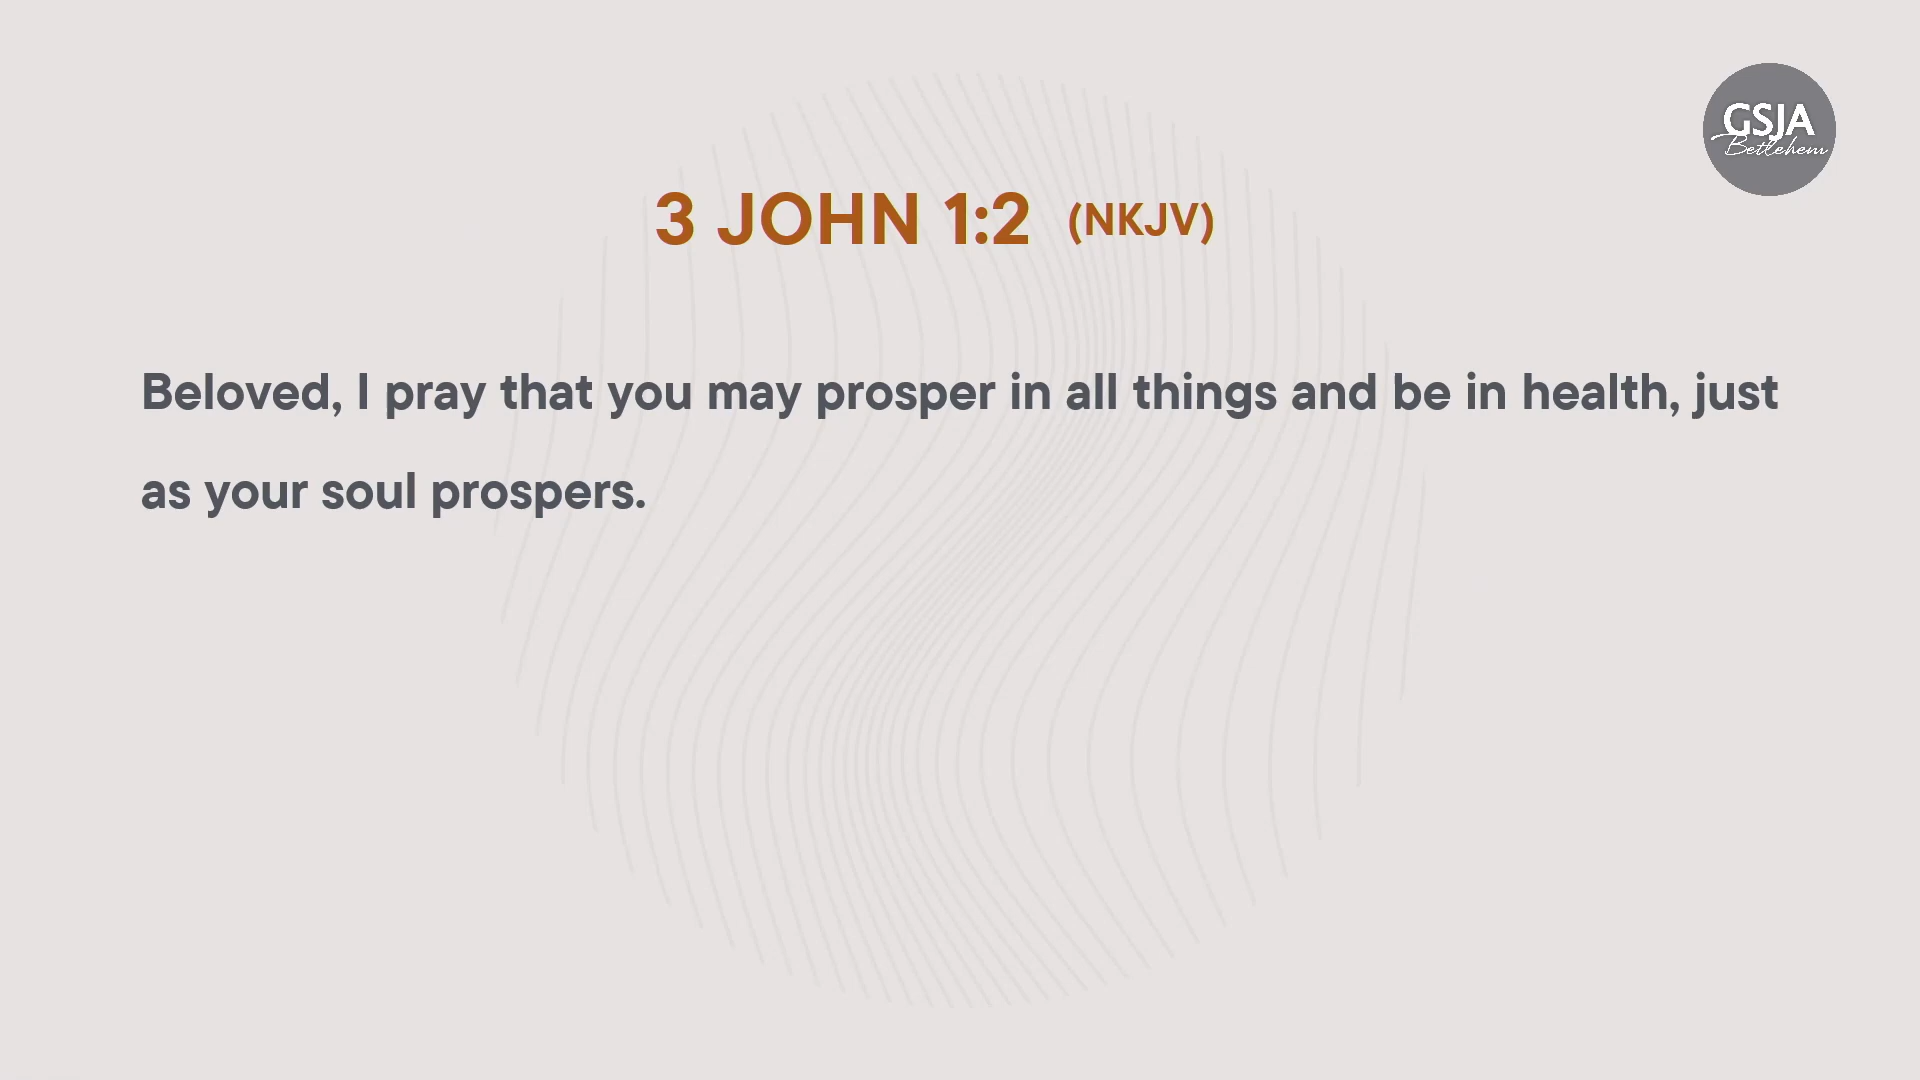 GSJA
Betlehem
3 JOHN 1:2 (NKJV)
Beloved, I pray that you may prosper in all things and be in health, just
as your soul prospers.